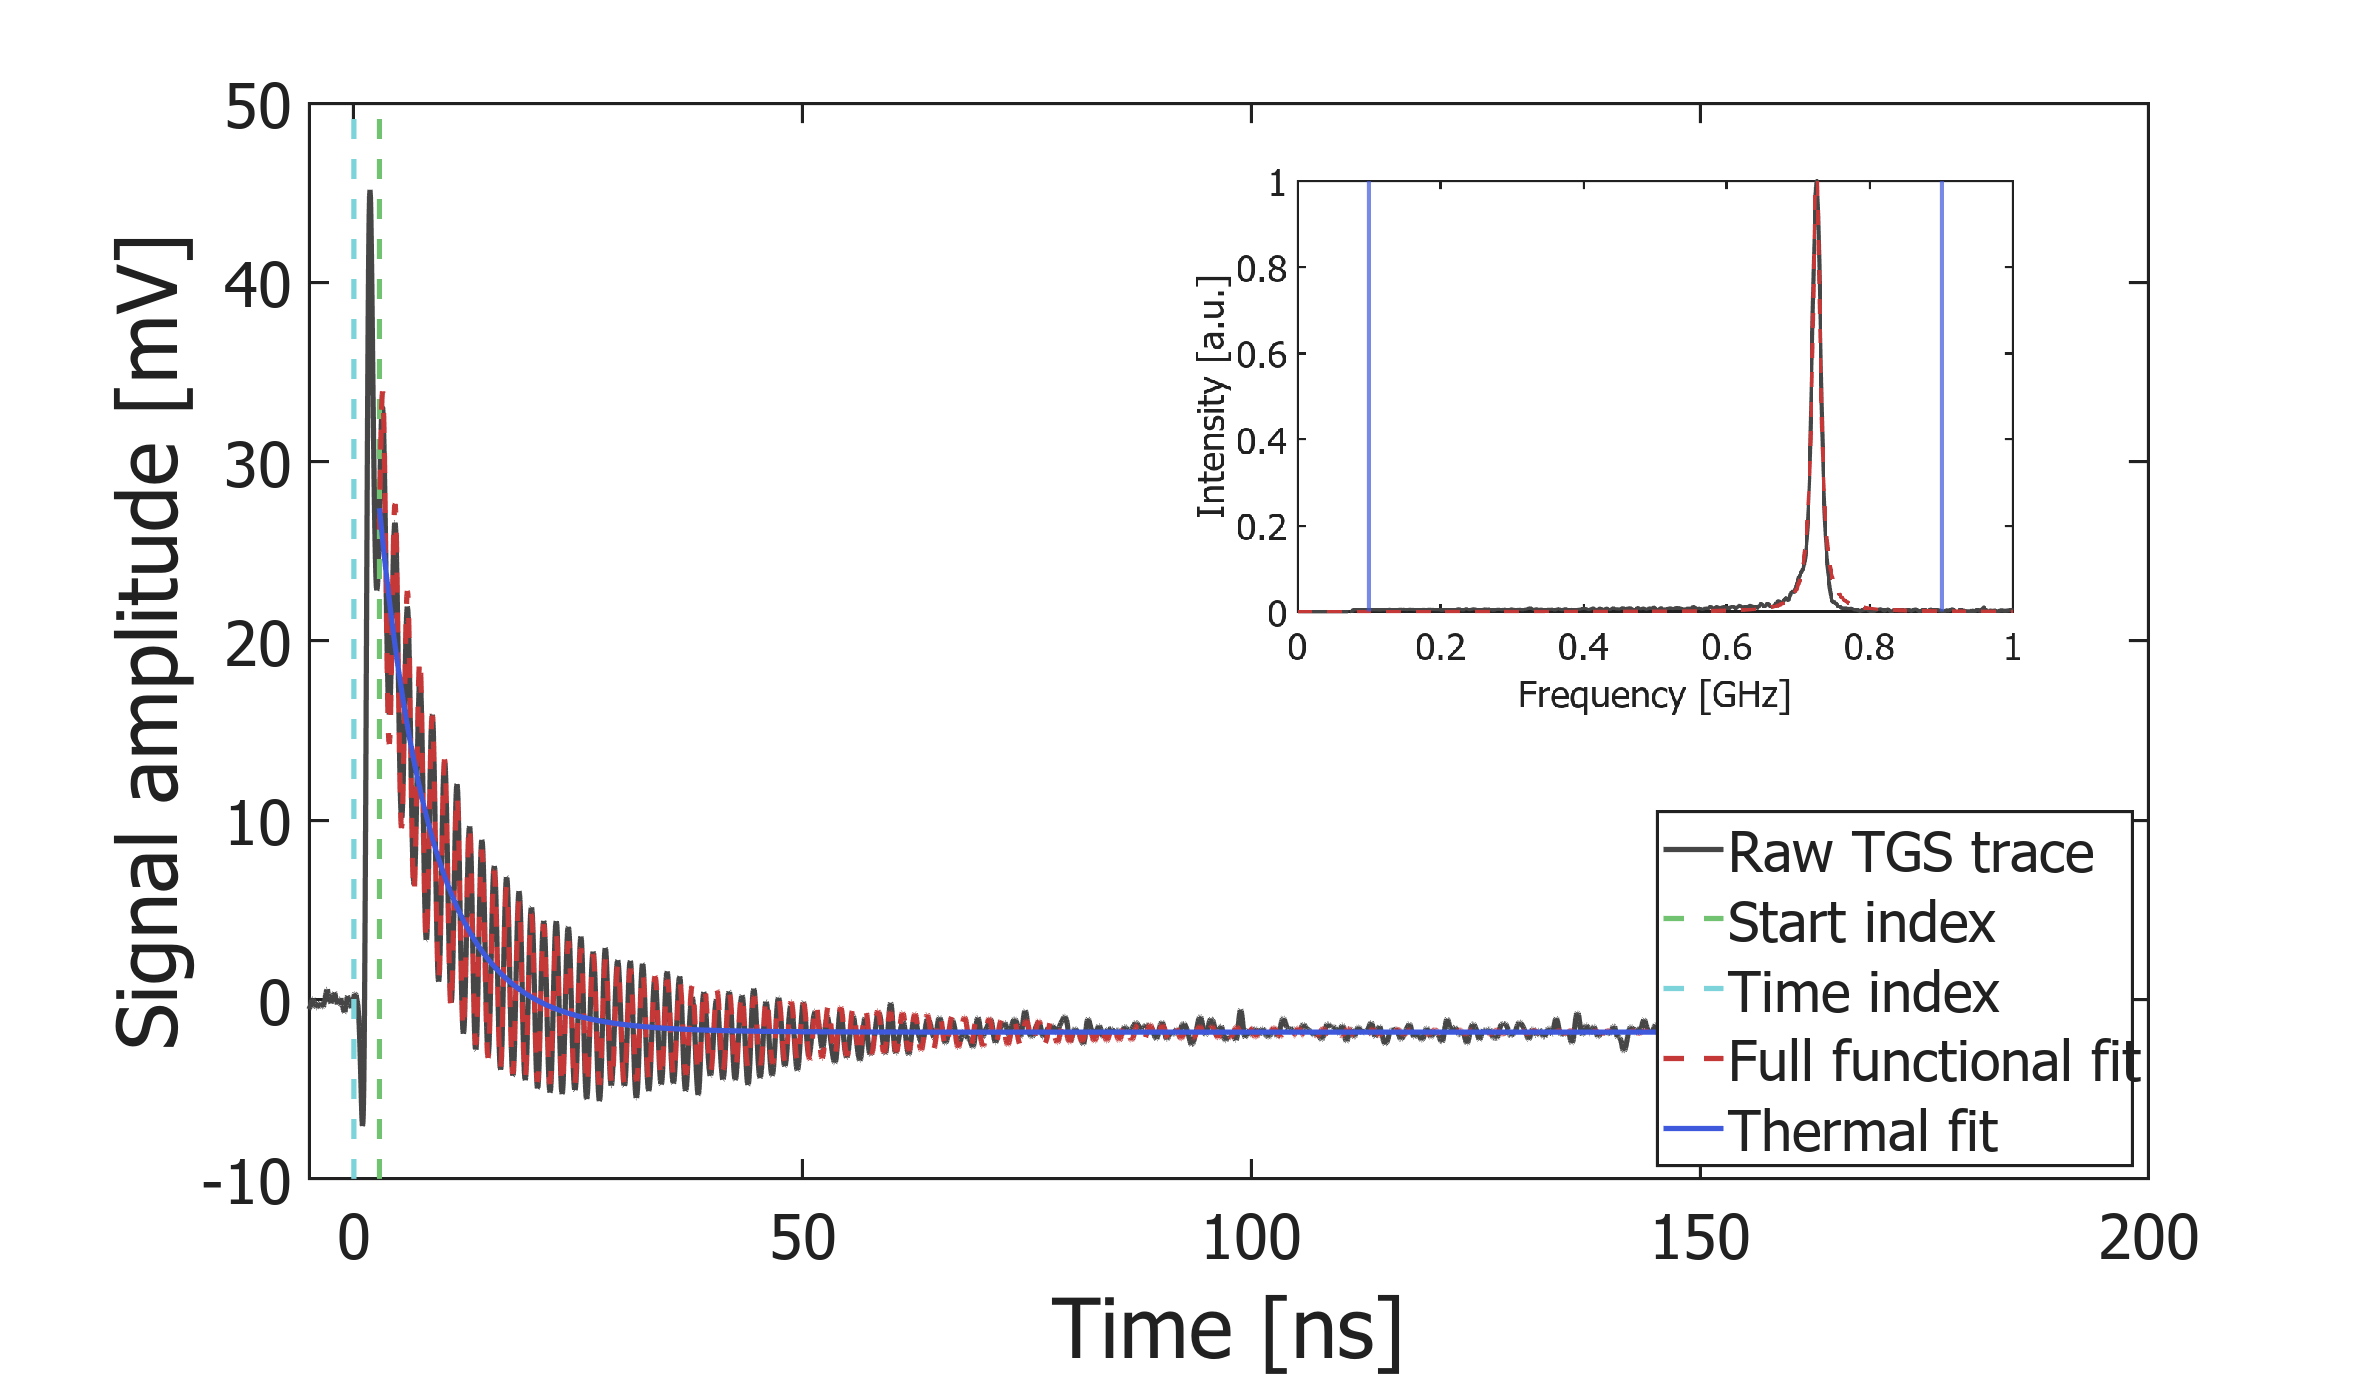 Signal amplitude [mV]
50
40
30
20
10
0
-10
0
50
100
150
200
Time [ns]
Intensity [a.u.]
1
0.8
0.6
0.4
0.2
0
0
0.2
0.4
0.6
0.8
1
Frequency [GHz]
Raw TGS trace
Start index
Time index
Full functional fit
Thermal fit